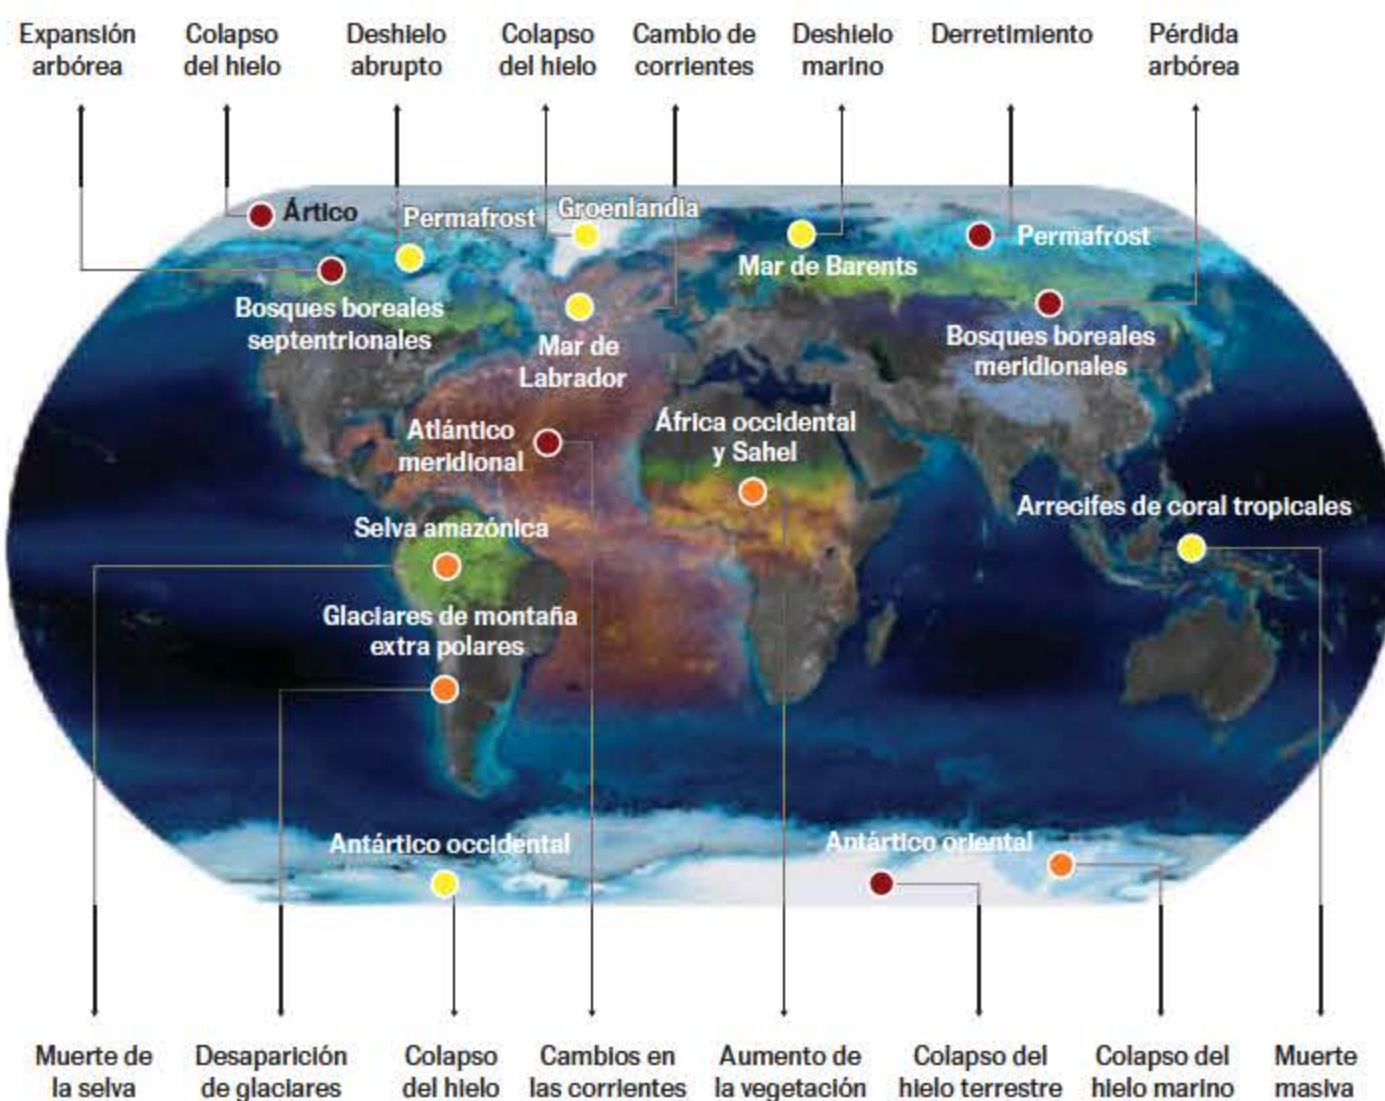 Expansión
arbórea
Colapso
del hielo
Deshielo
abrupto
Colapso
del hielo
Cambio de
corrientes
Deshielo
marino
Derretimiento
Pérdida
arbórea
Ártico
Permafrost
Groenlandia
Mar de Barents
Permafrost
Bosques boreales
septentrionales
Mar de
Labrador
Bosques boreales
meridionales
Atlántico
meridional
África occidental
y Sahel
Arrecifes de coral tropicales
Selva amazónica
Glaciares de montaña
extra polares
Antártico occidental
Antártico oriental
Muerte de
la selva
Desaparición
de glaciares
Colapso
del hielo
Cambios en
las corrientes
Aumento de
la vegetación
Colapso del
hielo terrestre
Colapso del
hielo marino
Muerte
masiva